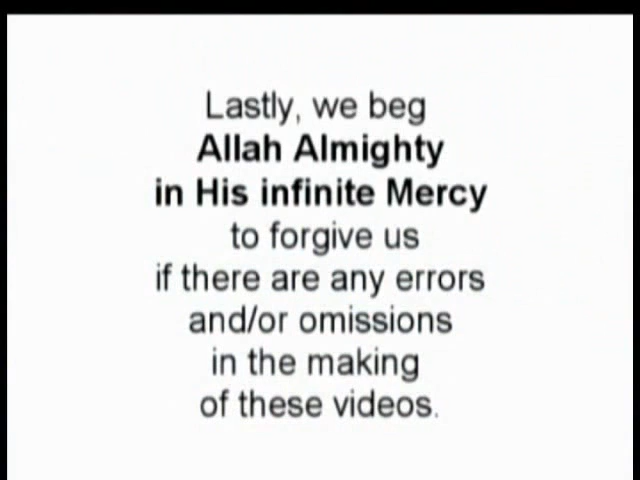 Lastly, we beg
Allah Almighty
in His infinite Mercy
to forgive us
if there are any errors
and/or omissions
in the making
of these videos.